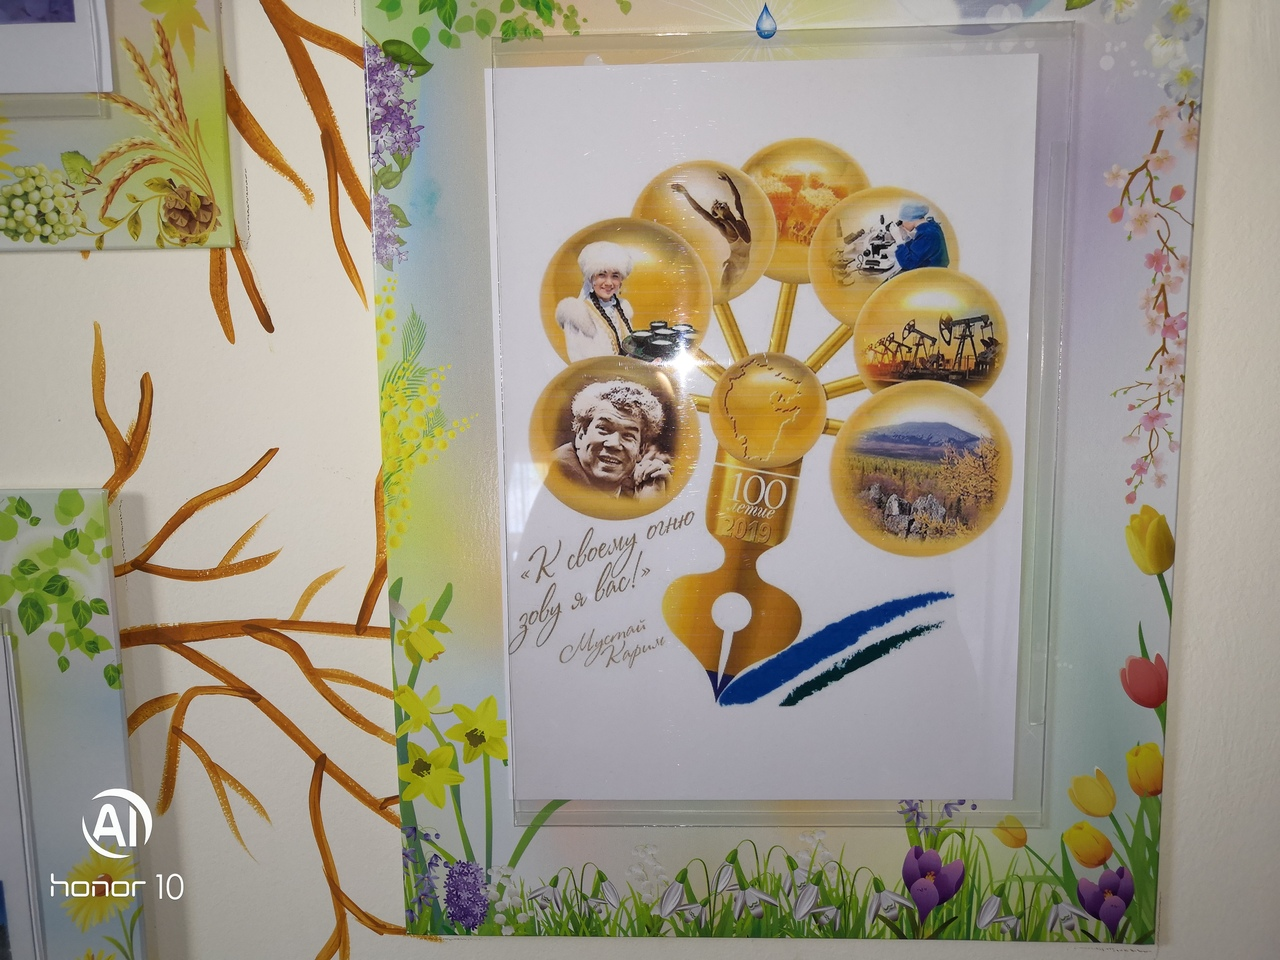 100
летие
2019
«К своему огню
зову я вас!»
Мустай
Карим
AI
honor 10